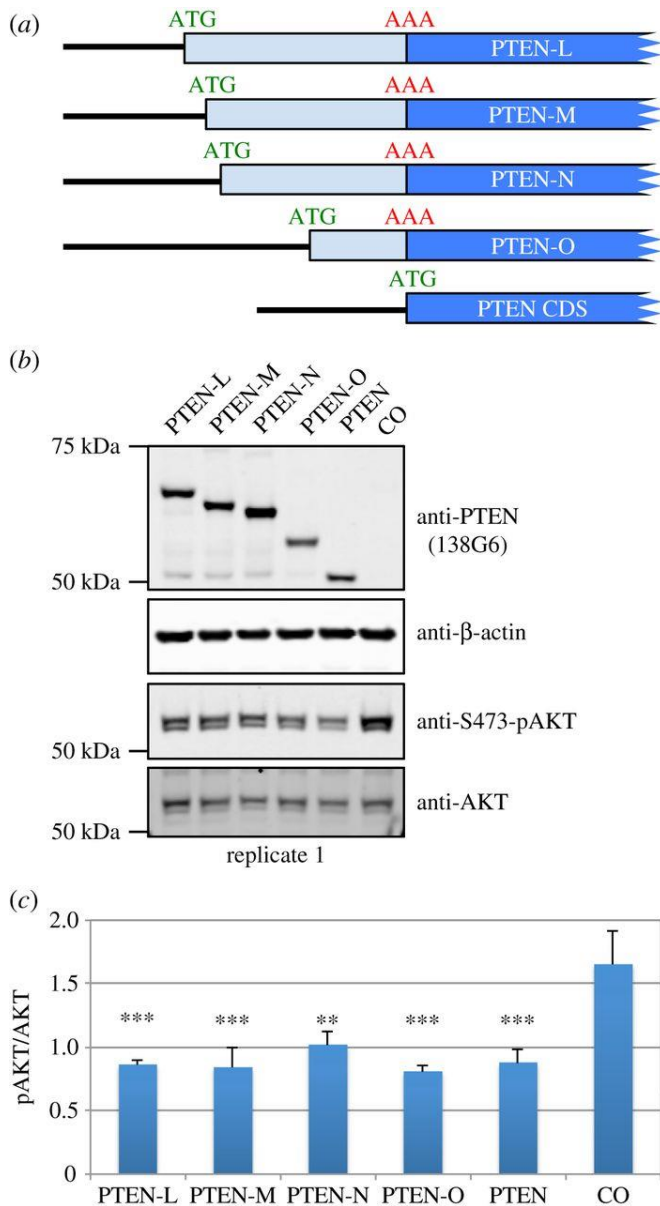 (a)
ATG AAA
PTEN-L
ATG AAA
PTEN-M
ATG AAA
PTEN-N
ATG AAA
PTEN-O
ATG
PTEN CDS
(b)
PTEN-L PTEN-M PTEN-N PTEN-O PTEN CO
75 kDa
anti-PTEN
(138G6)
50 kDa
anti-β-actin
anti-S473-pAKT
50 kDa
anti-AKT
50 kDa
replicate 1
(c)
2.0
1.5
*** *** ** *** ***
1.0
0.5
0
pAKT/AKT
PTEN-L PTEN-M PTEN-N PTEN-O PTEN CO